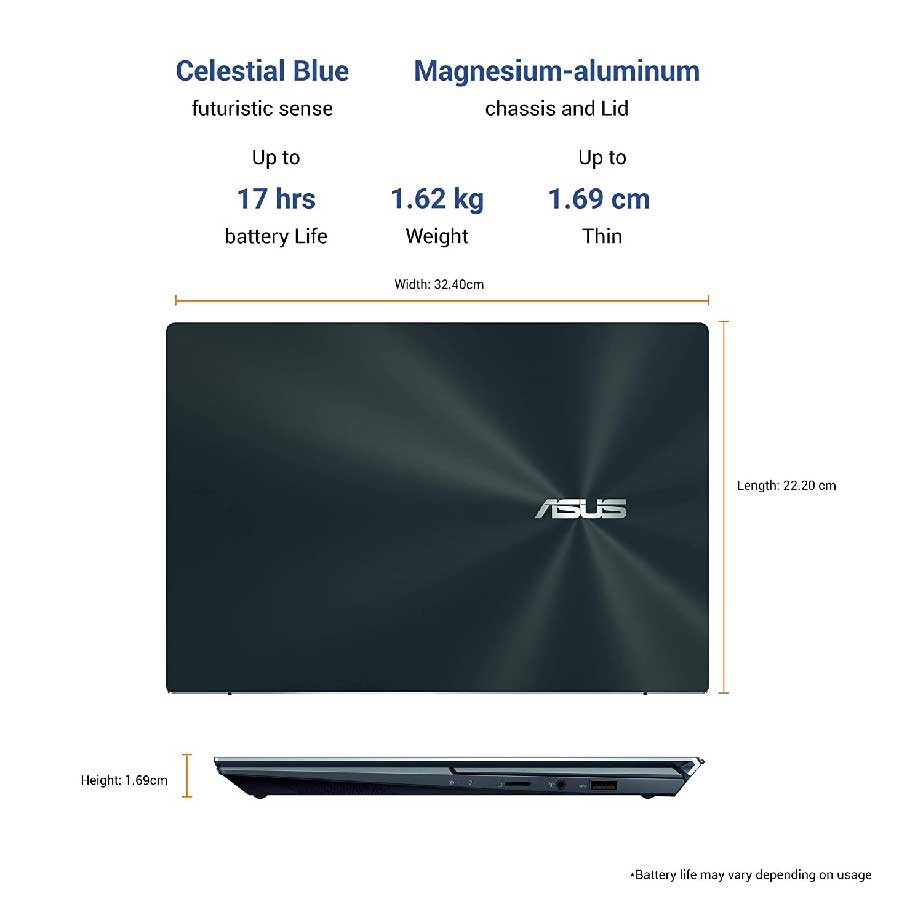 Celestial Blue
futuristic sense
Magnesium-aluminum
chassis and Lid
Up to
17 hrs
battery Life
1.62 kg
Weight
Up to
1.69 cm
Thin
Width: 32.40cm
ASUS
Length: 22.20 cm
Height: 1.69cm
*Battery life may vary depending on usage